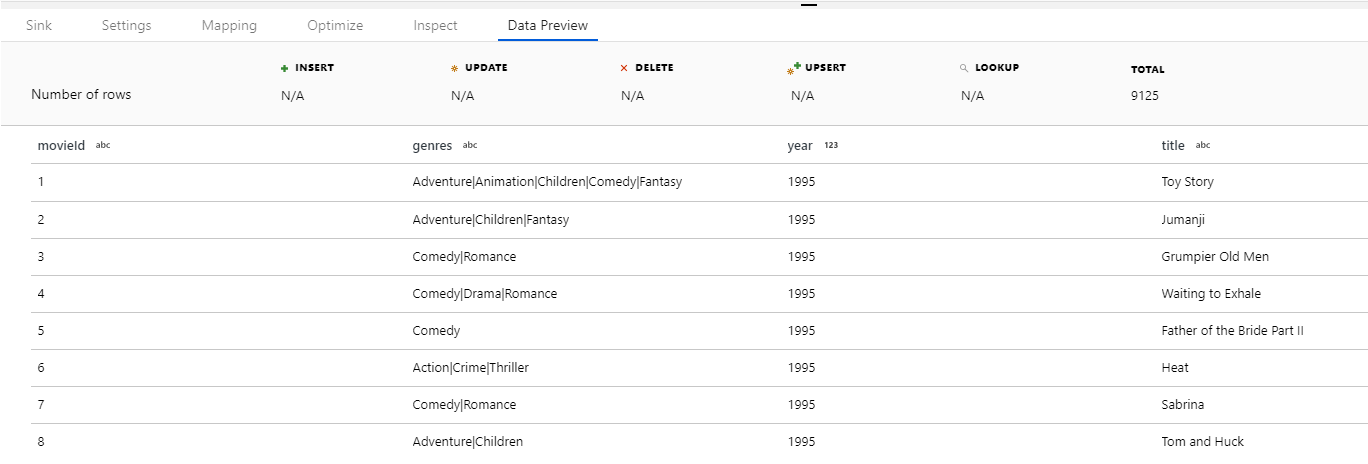 Sink Settings Mapping Optimize Inspect Data Preview
INSERT UPDATE DELETE UPSERT LOOKUP TOTAL
Number of rows N/A N/A N/A N/A N/A 9125
movieId abc genres abc year 123 title abc
1 Adventure|Animation|Children|Comedy|Fantasy 1995 Toy Story
2 Adventure|Children|Fantasy 1995 Jumanji
3 Comedy|Romance 1995 Grumpier Old Men
4 Comedy|Drama|Romance 1995 Waiting to Exhale
5 Comedy 1995 Father of the Bride Part II
6 Action|Crime|Thriller 1995 Heat
7 Comedy|Romance 1995 Sabrina
8 Adventure|Children 1995 Tom and Huck